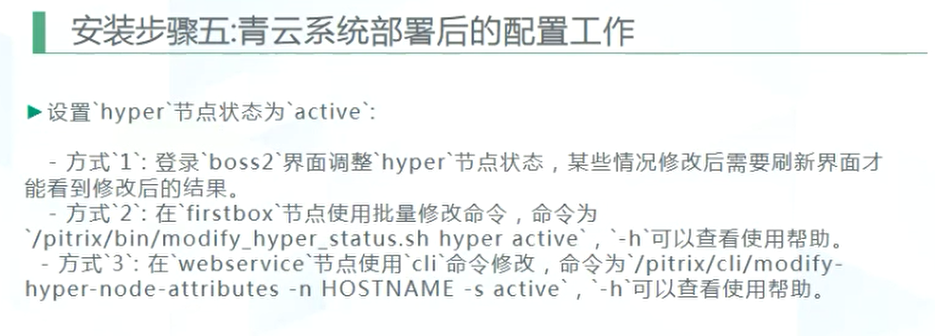 安装步骤五:青云系统部署后的配置工作
►设置`hyper`节点状态为`active`:
- 方式`1`: 登录`boss2`界面调整`hyper`节点状态，某些情况修改后需要刷新界面才
能看到修改后的结果。
- 方式`2`: 在`firstbox`节点使用批量修改命令，命令为
`/pitrix/bin/modify_hyper_status.sh hyper active`，`-h`可以查看使用帮助。
- 方式`3`: 在`webservice`节点使用`cli`命令修改，命令为`/pitrix/cli/modify-
hyper-node-attributes -n HOSTNAME -s active`，`-h`可以查看使用帮助。